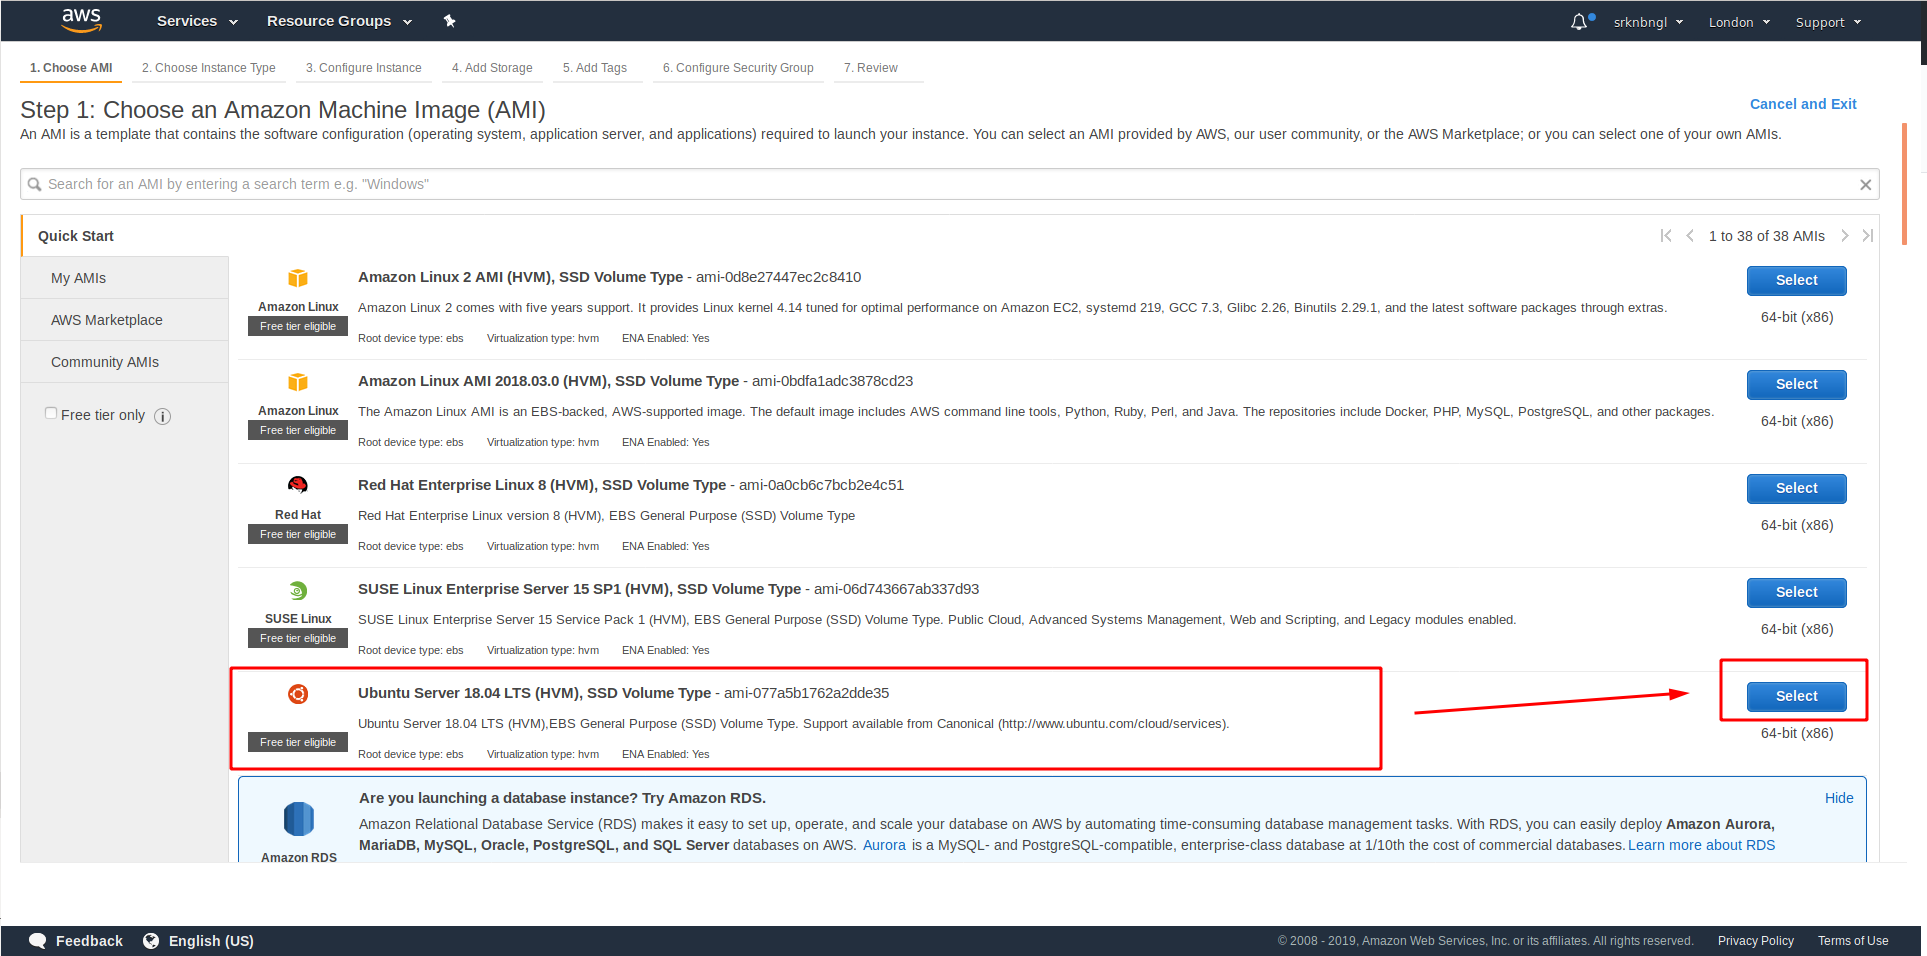 aws Services Resource Groups srknbngl London Support
1. Choose AMI 2. Choose Instance Type 3. Configure Instance 4. Add Storage 5. Add Tags 6. Configure Security Group 7. Review
Step 1: Choose an Amazon Machine Image (AMI)
Cancel and Exit
An AMI is a template that contains the software configuration (operating system, application server, and applications) required to launch your instance. You can select an AMI provided by AWS, our user community, or the AWS Marketplace; or you can select one of your own AMIs.
Search for an AMI by entering a search term e.g. "Windows"
Quick Start
1 to 38 of 38 AMIs
My AMIs
AWS Marketplace
Community AMIs
Free tier only
Amazon Linux
Free tier eligible
Amazon Linux 2 AMI (HVM), SSD Volume Type - ami-0d8e27447ec2c8410
Amazon Linux 2 comes with five years support. It provides Linux kernel 4.14 tuned for optimal performance on Amazon EC2, systemd 219, GCC 7.3, Glibc 2.26, Binutils 2.29.1, and the latest software packages through extras.
Root device type: ebs Virtualization type: hvm ENA Enabled: Yes
Select
64-bit (x86)
Amazon Linux
Free tier eligible
Amazon Linux AMI 2018.03.0 (HVM), SSD Volume Type - ami-0bdfa1adc3878cd23
The Amazon Linux AMI is an EBS-backed, AWS-supported image. The default image includes AWS command line tools, Python, Ruby, Perl, and Java. The repositories include Docker, PHP, MySQL, PostgreSQL, and other packages.
Root device type: ebs Virtualization type: hvm ENA Enabled: Yes
Select
64-bit (x86)
Red Hat
Free tier eligible
Red Hat Enterprise Linux 8 (HVM), SSD Volume Type - ami-0a0cb6c7bcb2e4c51
Red Hat Enterprise Linux version 8 (HVM), EBS General Purpose (SSD) Volume Type
Root device type: ebs Virtualization type: hvm ENA Enabled: Yes
Select
64-bit (x86)
SUSE Linux
Free tier eligible
SUSE Linux Enterprise Server 15 SP1 (HVM), SSD Volume Type - ami-06d743667ab337d93
SUSE Linux Enterprise Server 15 Service Pack 1 (HVM), EBS General Purpose (SSD) Volume Type. Public Cloud, Advanced Systems Management, Web and Scripting, and Legacy modules enabled.
Root device type: ebs Virtualization type: hvm ENA Enabled: Yes
Select
64-bit (x86)
Free tier eligible
Ubuntu Server 18.04 LTS (HVM), SSD Volume Type - ami-077a5b1762a2dde35
Ubuntu Server 18.04 LTS (HVM),EBS General Purpose (SSD) Volume Type. Support available from Canonical (http://www.ubuntu.com/cloud/services).
Root device type: ebs Virtualization type: hvm ENA Enabled: Yes
Select
64-bit (x86)
Amazon RDS
Are you launching a database instance? Try Amazon RDS.
Hide
Amazon Relational Database Service (RDS) makes it easy to set up, operate, and scale your database on AWS by automating time-consuming database management tasks. With RDS, you can easily deploy Amazon Aurora,
MariaDB, MySQL, Oracle, PostgreSQL, and SQL Server databases on AWS. Aurora is a MySQL- and PostgreSQL-compatible, enterprise-class database at 1/10th the cost of commercial databases. Learn more about RDS
Feedback English (US) © 2008 - 2019, Amazon Web Services, Inc. or its affiliates. All rights reserved. Privacy Policy Terms of Use